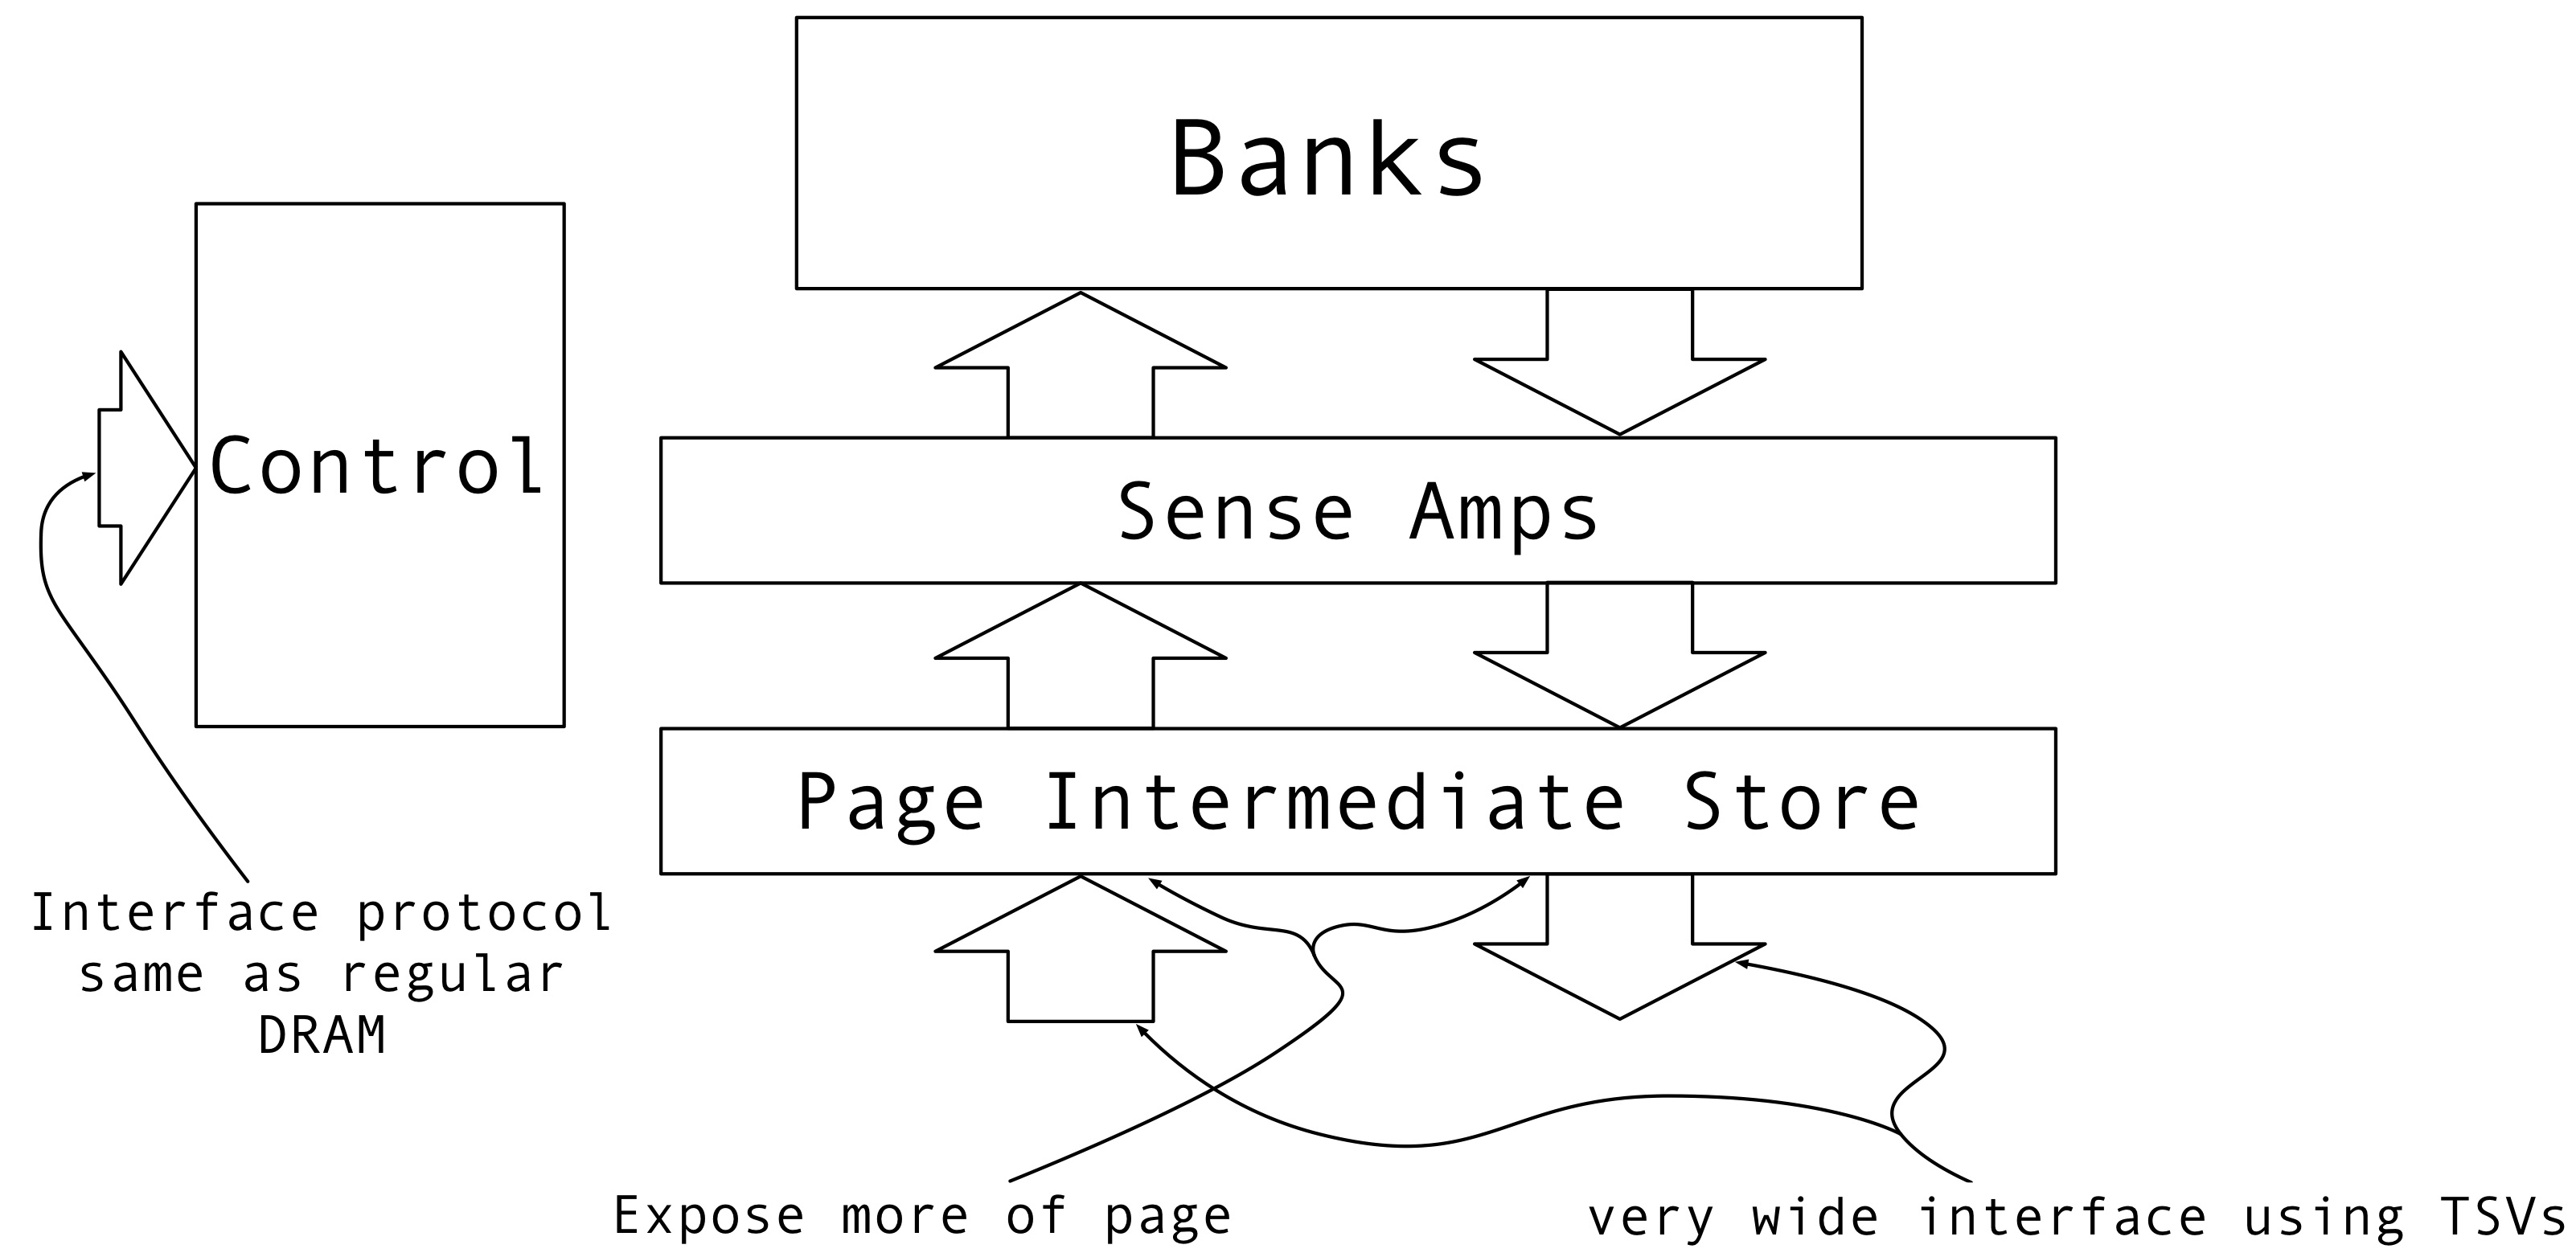 Banks
Control
Sense Amps
Page Intermediate Store
Interface protocol
same as regular
DRAM
Expose more of page
very wide interface using TSVs